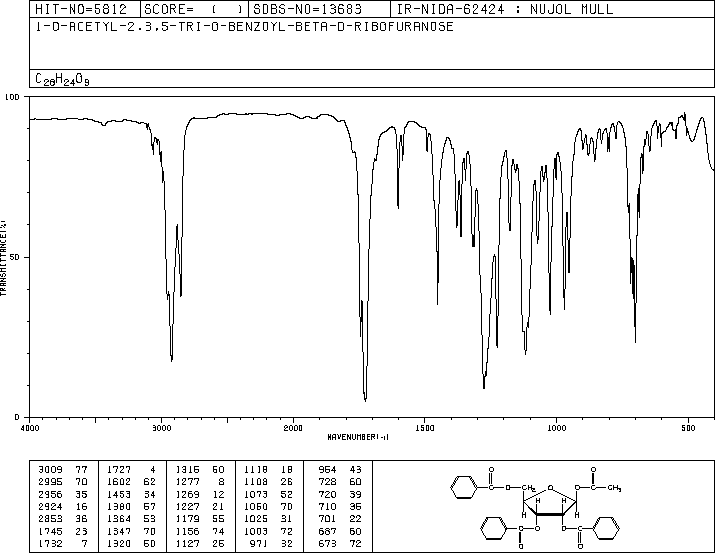 HIT-NO=5812 SCORE= ( ) SDBS-NO=13683 IR-NIDA-62424 : NUJOL MULL
1-O-ACETYL-2,3,5-TRI-O-BENZOYL-BETA-D-RIBOFURANOSE
C28H24O9
100
50
0
TRANSMITTANCE(%)
4000 3000 2000 1500 1000 500
WAVENUMBER(-1)
3009 77 1727 4 1316 60 1118 18 964 43
2995 70 1602 62 1277 8 1108 26 728 60
2956 35 1453 34 1269 12 1073 52 720 39
2924 16 1380 57 1227 21 1050 70 710 36
2853 36 1364 53 1179 55 1025 31 701 22
1745 23 1347 70 1156 74 1003 72 687 60
1732 7 1320 60 1127 26 971 32 673 72
O O
C O CH2 O O C CH3
H H
H H
O O O O
C C